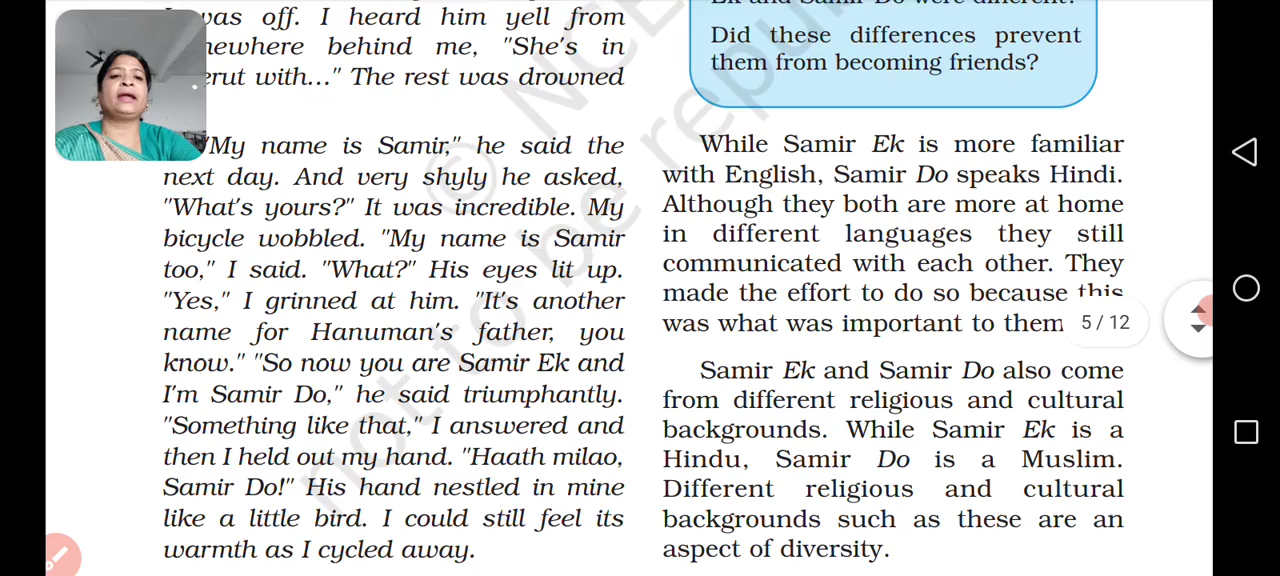 was off. I heard him yell from
behind me, "She's in
with..." The rest was drowned
"My name is Samir," he said the
next day. And very shyly he asked,
"What's yours?" It was incredible. My
bicycle wobbled. "My name is Samir
too," I said. "What?" His eyes lit up.
"Yes," I grinned at him. "It's another
name for Hanuman's father, you
know." "So now you are Samir Ek and
I'm Samir Do," he said triumphantly.
"Something like that," I answered and
then I held out my hand. "Haath milao,
Samir Do!" His hand nestled in mine
like a little bird. I could still feel its
warmth as I cycled away.
Did these differences prevent
them from becoming friends?
While Samir Ek is more familiar
with English, Samir Do speaks Hindi.
Although they both are more at home
in different languages they still
communicated with each other. They
made the effort to do so because this
was what was important to them
Samir Ek and Samir Do also come
from different religious and cultural
backgrounds. While Samir Ek is a
Hindu, Samir Do is a Muslim.
Different religious and cultural
backgrounds such as these are an
aspect of diversity.
5 / 12
©
not to be